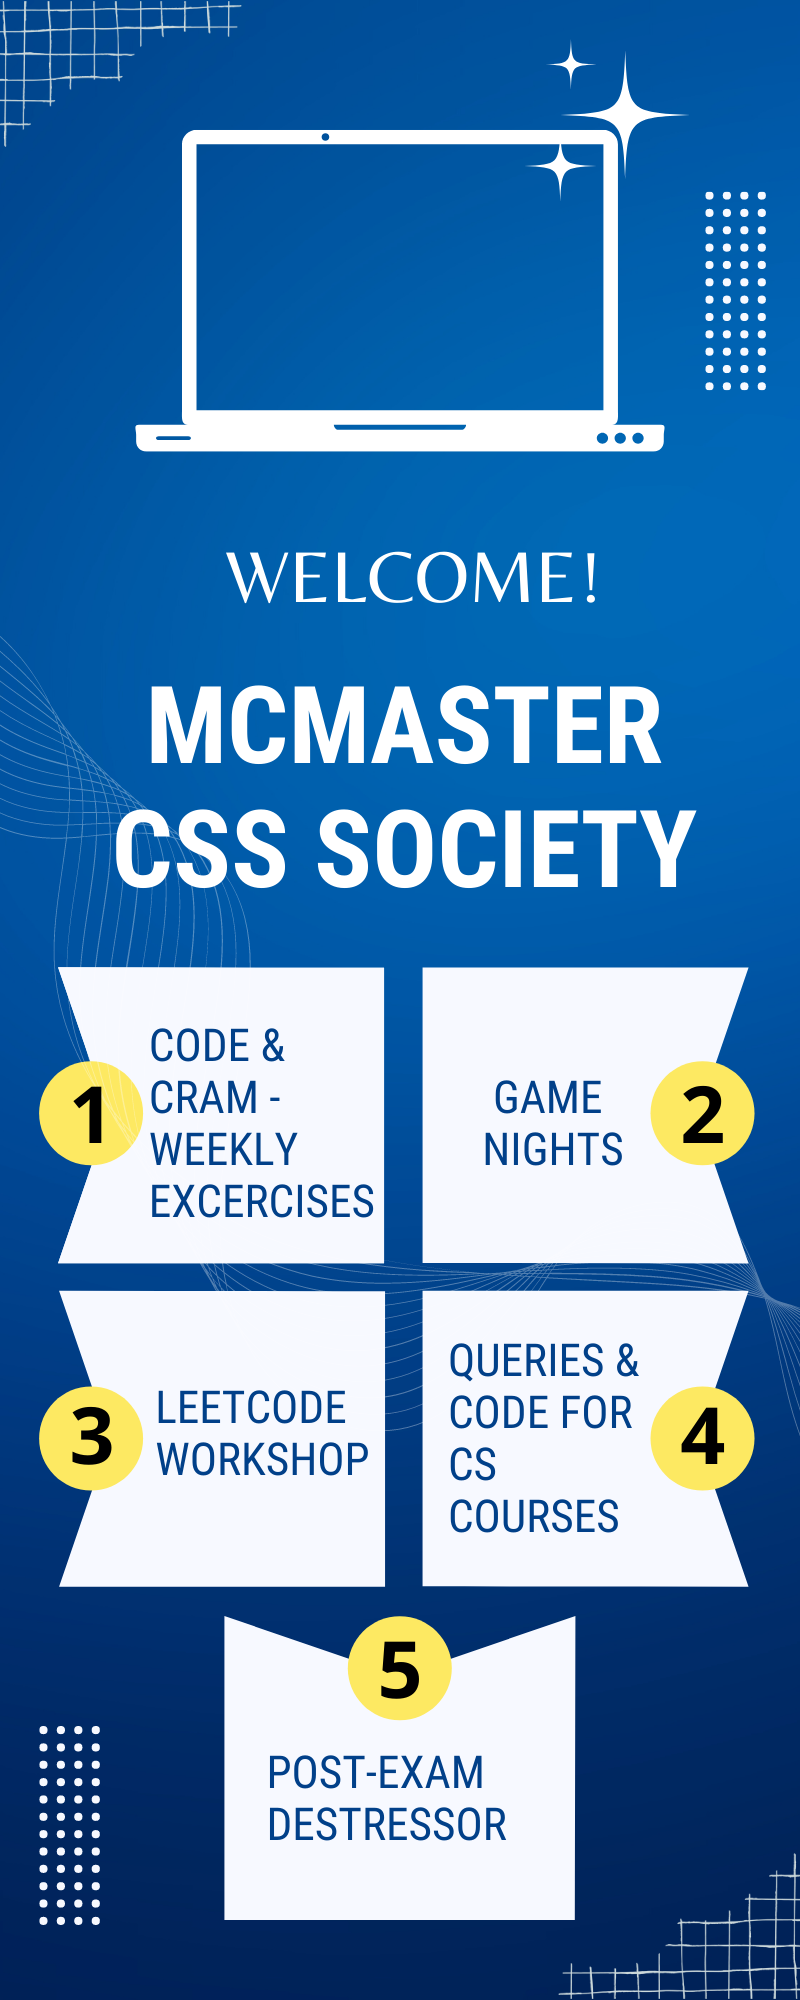 WELCOME!
MCMASTER
CSS SOCIETY
1
CODE &
CRAM -
WEEKLY
EXCERCISES
2
GAME
NIGHTS
3
LEETCODE
WORKSHOP
4
QUERIES &
CODE FOR
CS
COURSES
5
POST-EXAM
DESTRESSOR